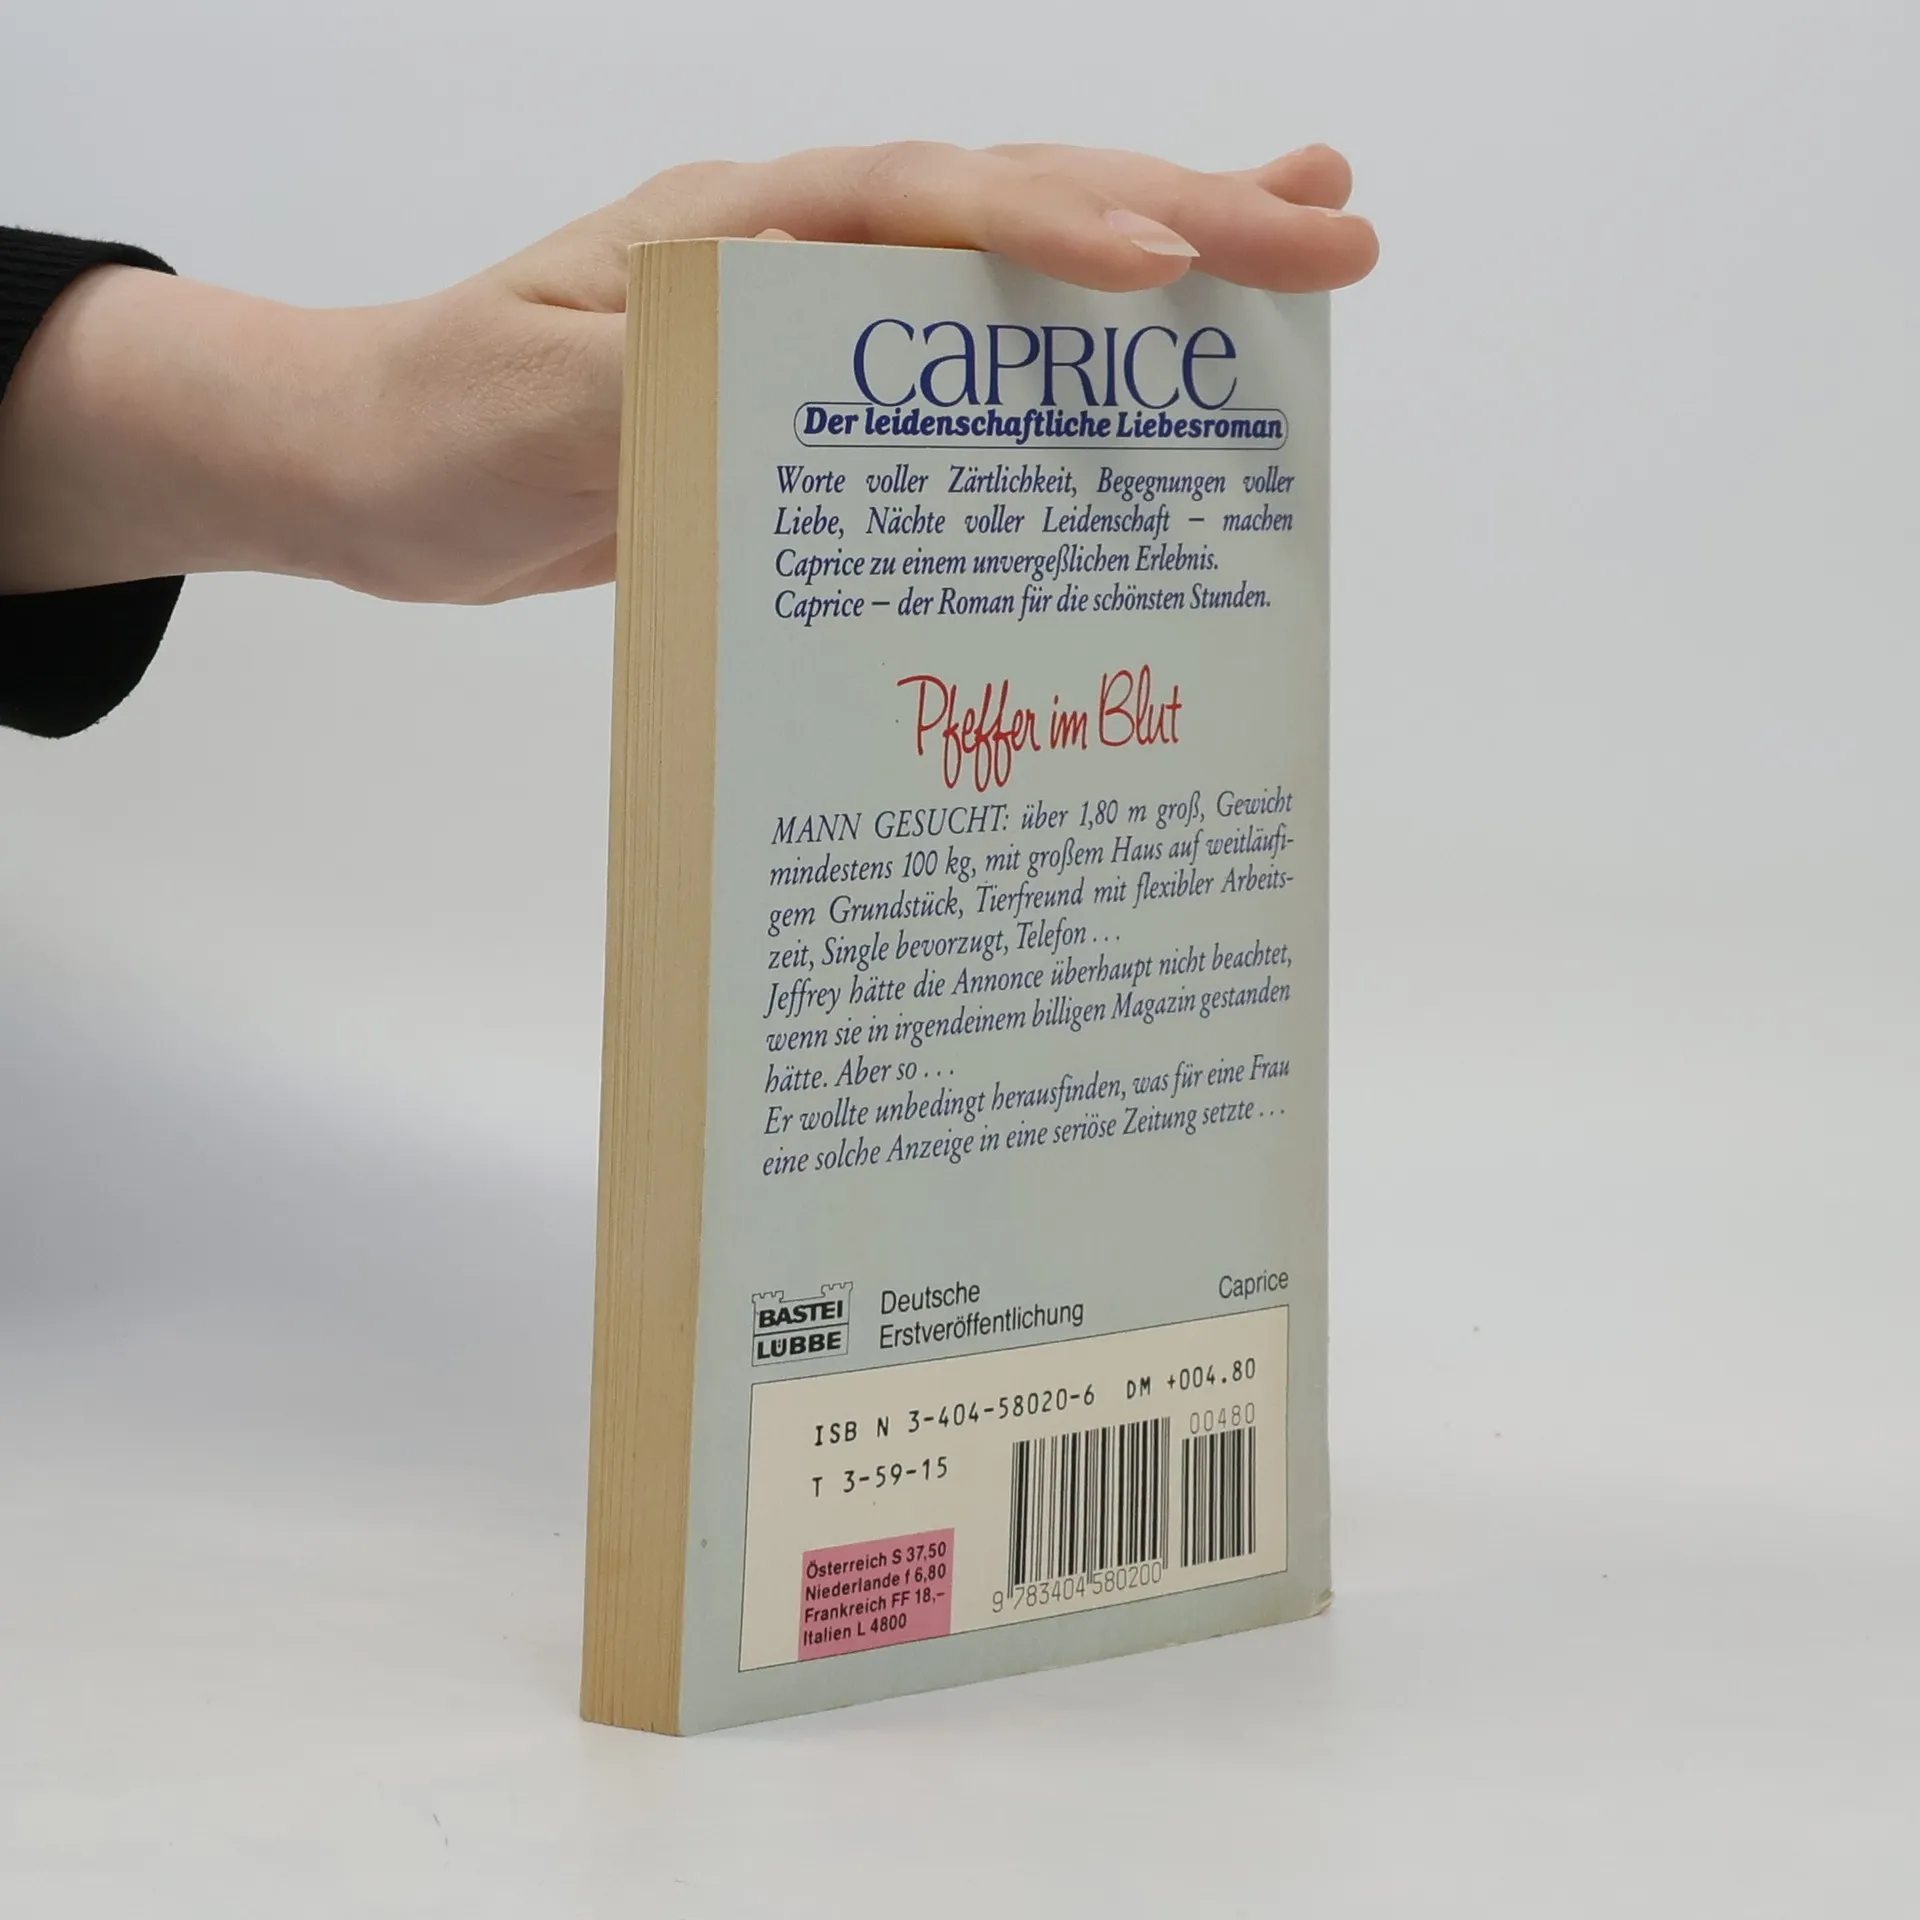 CAPRICE
Der leidenschaftliche Liebesroman
Worte voller Zärtlichkeit, Begegnungen voller
Liebe, Nächte voller Leidenschaft – machen
Caprice zu einem unvergeßlichen Erlebnis.
Caprice – der Roman für die schönsten Stunden.
Pfeffer im Blut
MANN GESUCHT: über 1,80 m groß, Gewicht
mindestens 100 kg, mit großem Haus auf weitläufi-
gem Grundstück, Tierfreund mit flexibler Arbeits-
zeit, Single bevorzugt, Telefon . . .
Jeffrey hätte die Annonce überhaupt nicht beachtet,
wenn sie in irgendeinem billigen Magazin gestanden
hätte. Aber so . . .
Er wollte unbedingt herausfinden, was für eine Frau
eine solche Anzeige in eine seriöse Zeitung setzte . . .
BASTEI
LÜBBE
Deutsche
Erstveröffentlichung
Caprice
ISB N 3-404-58020-6 DM +004.80
00480
T 3-59-15
Österreich S 37,50
Niederlande f 6,80
Frankreich FF 18,–
Italien L 4800
9 783404 580200